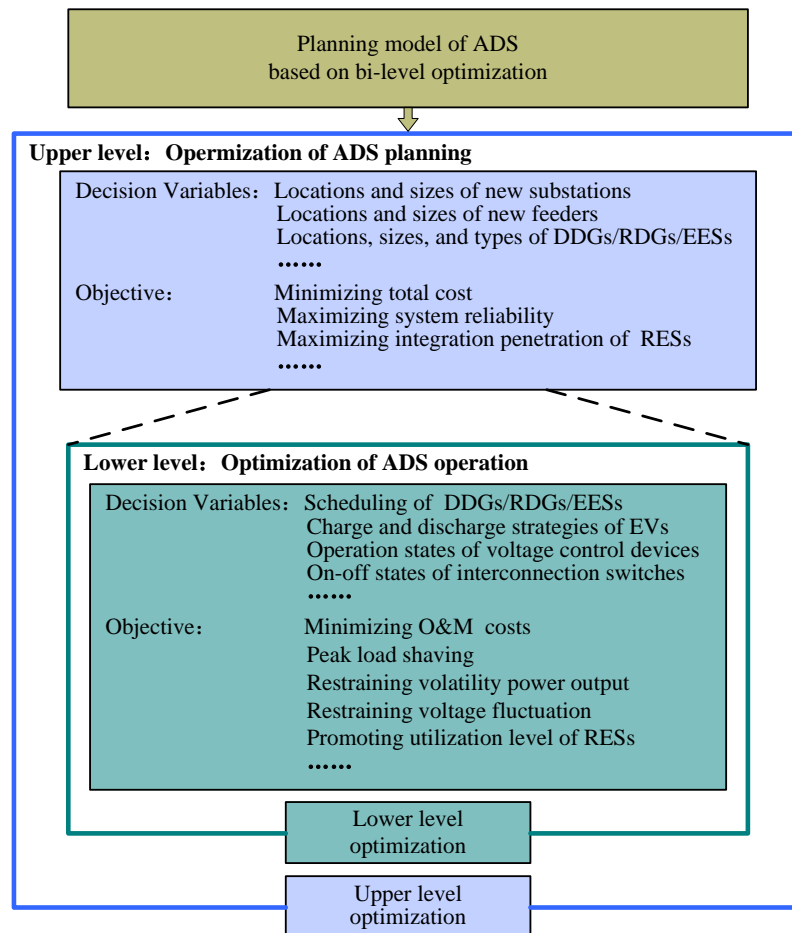 Planning model of ADS
based on bi-level optimization
Upper level：Opermization of ADS planning
Decision Variables：Locations and sizes of new substations
Locations and sizes of new feeders
Locations, sizes, and types of DDGs/RDGs/EESs
……
Objective： Minimizing total cost
Maximizing system reliability
Maximizing integration penetration of RESs
……
Lower level：Optimization of ADS operation
Decision Variables：Scheduling of DDGs/RDGs/EESs
Charge and discharge strategies of EVs
Operation states of voltage control devices
On-off states of interconnection switches
……
Objective： Minimizing O&M costs
Peak load shaving
Restraining volatility power output
Restraining voltage fluctuation
Promoting utilization level of RESs
……
Lower level
optimization
Upper level
optimization